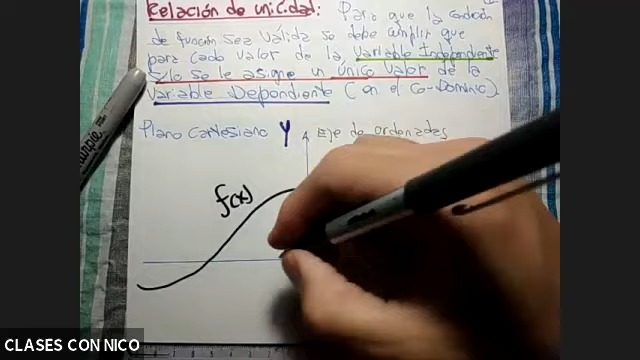 Relación de unicidad: Para que la condición
de función sea válida se debe cumplir que
para cada valor de la Variable Independiente
sólo se le asigne un único valor de la
Variable Dependiente (en el Co-Dominio).
Plano Cartesiano Y Eje de ordenadas
f(x)
Sharpie
CLASES CON NICO